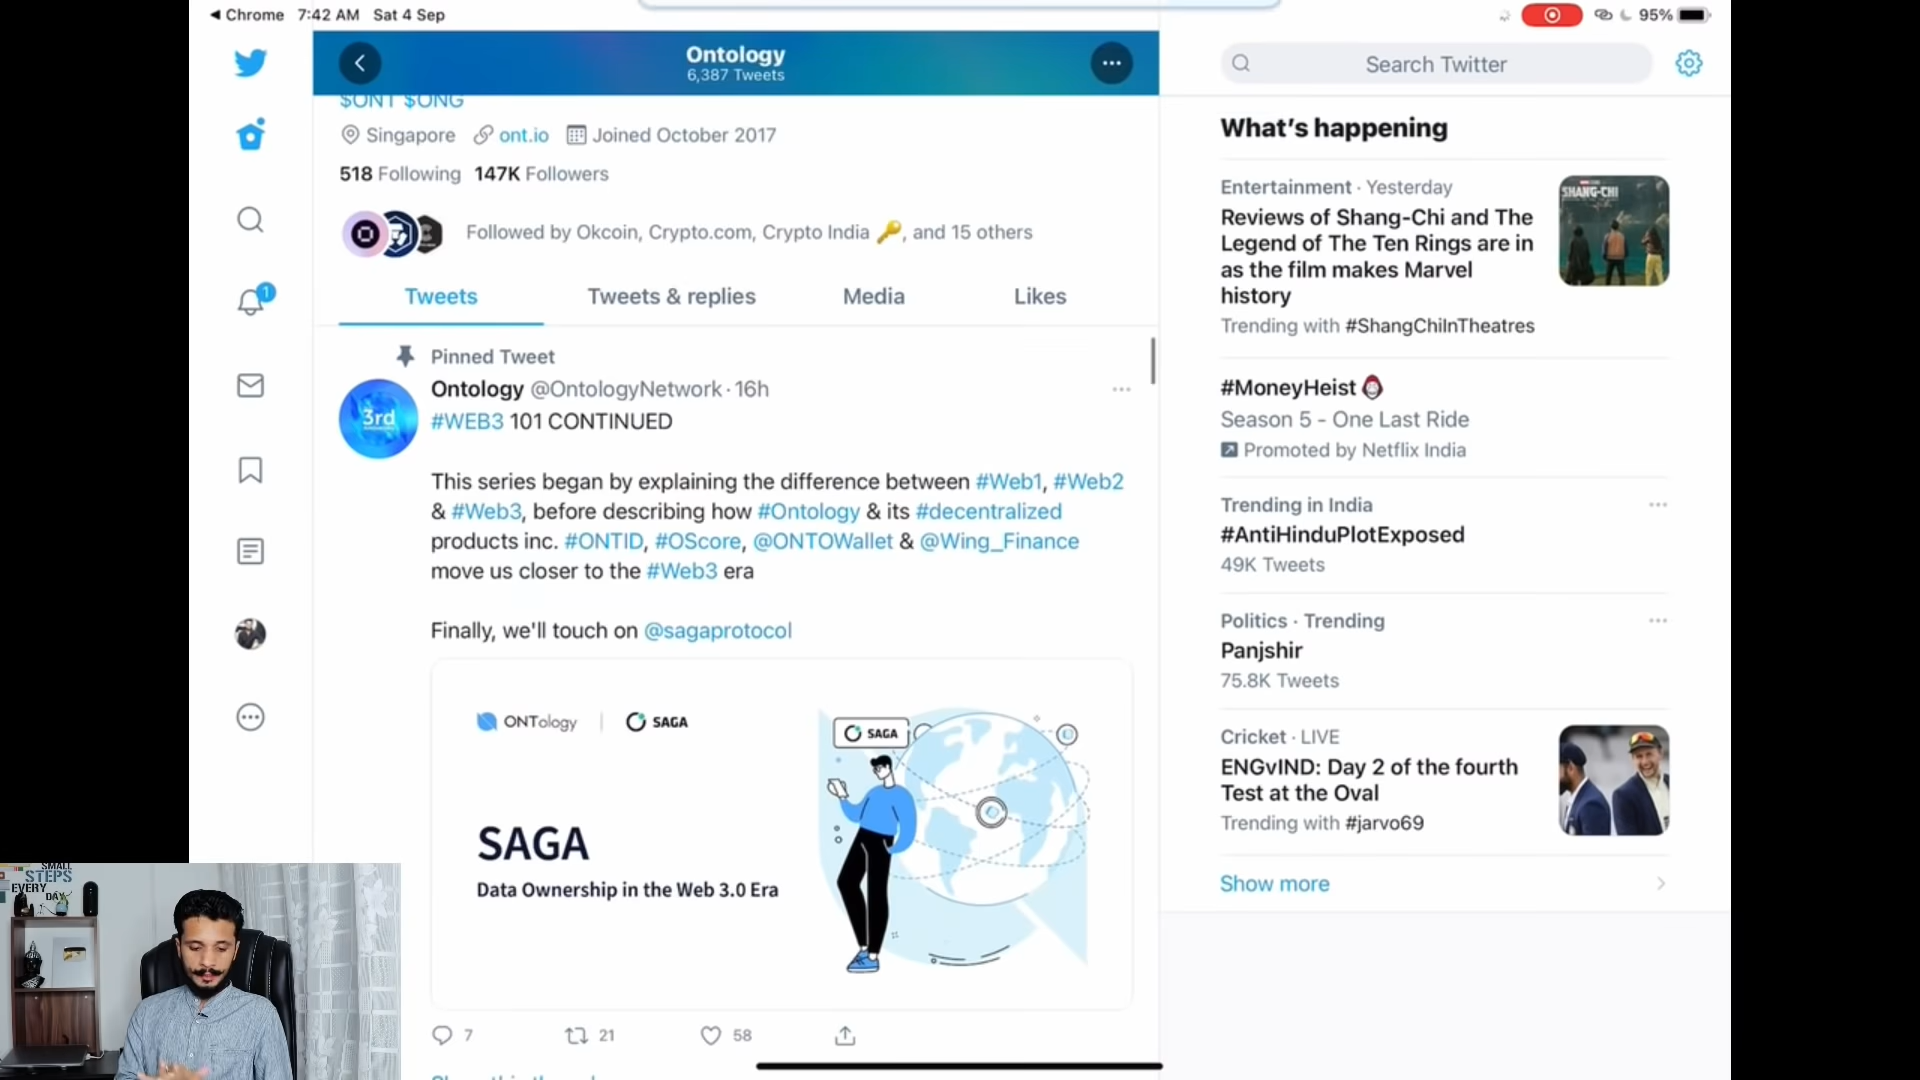 Chrome 7:42 AM Sat 4 Sep
95%
Ontology
6,387 Tweets
$ONT $ONG
Singapore ont.io Joined October 2017
518 Following 147K Followers
Followed by Okcoin, Crypto.com, Crypto India 🔑, and 15 others
Tweets Tweets & replies Media Likes
Pinned Tweet
Ontology @OntologyNetwork · 16h
3rd
#WEB3 101 CONTINUED
This series began by explaining the difference between #Web1, #Web2
& #Web3, before describing how #Ontology & its #decentralized
products inc. #ONTID, #OScore, @ONTOWallet & @Wing_Finance
move us closer to the #Web3 era
Finally, we'll touch on @sagaprotocol
ONTology SAGA
SAGA
SAGA
Data Ownership in the Web 3.0 Era
7 21 58
1
Search Twitter
What's happening
Entertainment · Yesterday
Reviews of Shang-Chi and The
Legend of The Ten Rings are in
as the film makes Marvel
history
Trending with #ShangChiInTheatres
SHANG-CHI
#MoneyHeist
Season 5 - One Last Ride
Promoted by Netflix India
Trending in India
#AntiHinduPlotExposed
49K Tweets
Politics · Trending
Panjshir
75.8K Tweets
Cricket · LIVE
ENGvIND: Day 2 of the fourth
Test at the Oval
Trending with #jarvo69
Show more
SMALL
STEPS
EVERY
DAY